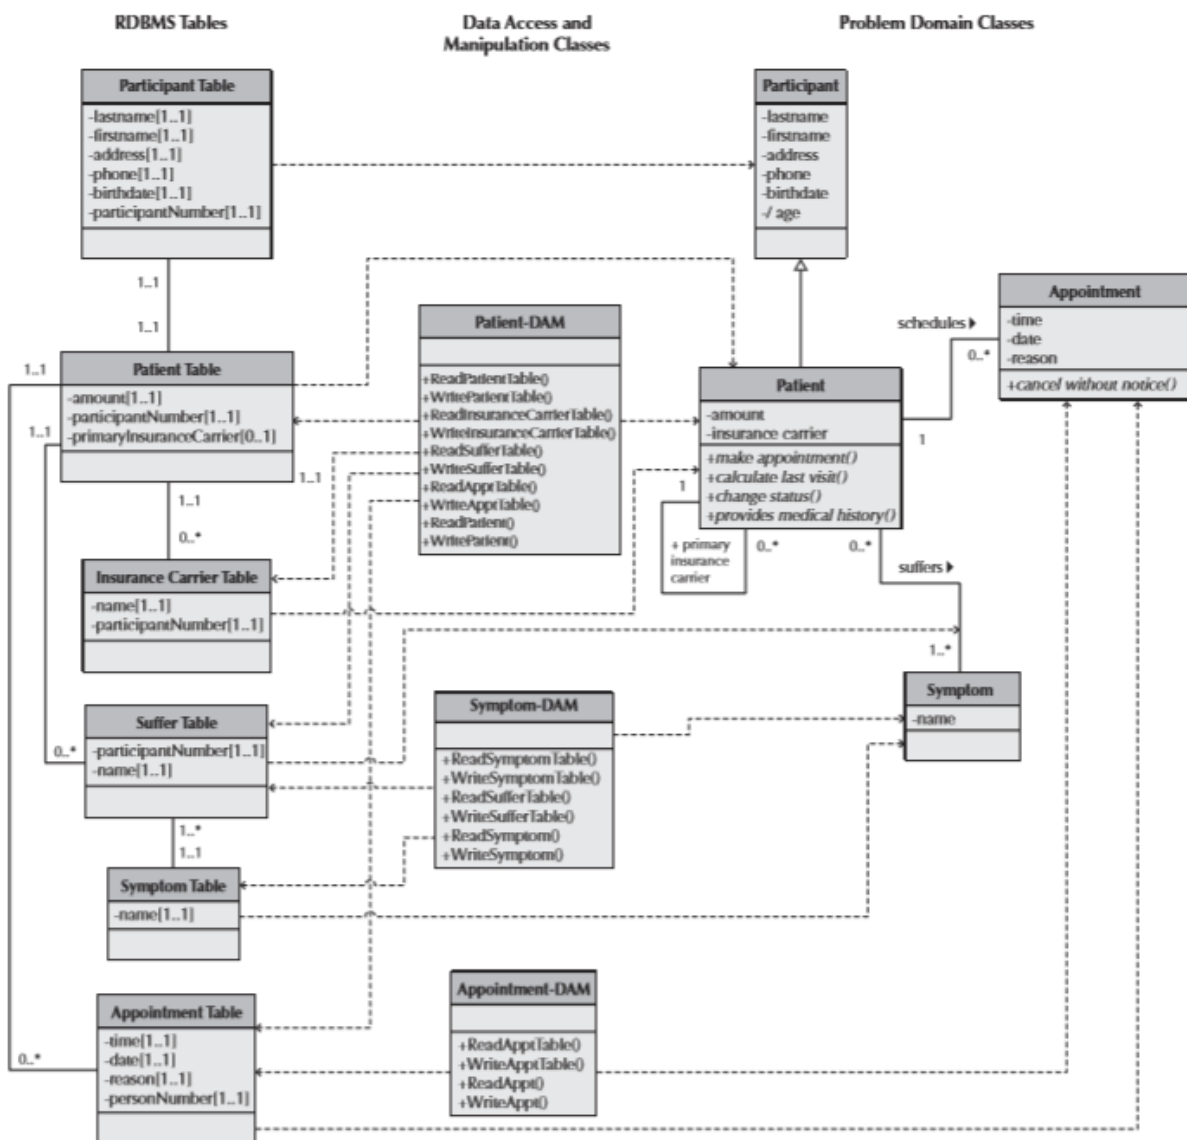 RDBMS Tables
Data Access and
Manipulation Classes
Problem Domain Classes
Participant Table
-lastname[1..1]
-firstname[1..1]
-address[1..1]
-phone[1..1]
-birthdate[1..1]
-participantNumber[1..1]
Participant
-lastname
-firstname
-address
-phone
-birthdate
-/ age
1..1
1..1
1..1
Patient Table
-amount[1..1]
-participantNumber[1..1]
-primaryInsuranceCarrier[0..1]
1..1
1..1
1..1
0..*
Patient-DAM
+ReadPatientTable()
+WritePatientTable()
+ReadInsuranceCarrierTable()
+WriteInsuranceCarrierTable()
+ReadSufferTable()
+WriteSufferTable()
+ReadApptTable()
+WriteApptTable()
+ReadPatient()
+WritePatient()
Patient
-amount
-insurance carrier
+make appointment()
+calculate last visit()
+change status()
+provides medical history()
schedules
0..*
1
Appointment
-time
-date
-reason
+cancel without notice()
1
+ primary
insurance
carrier
0..*
0..*
suffers
1..*
Insurance Carrier Table
-name[1..1]
-participantNumber[1..1]
Suffer Table
-participantNumber[1..1]
-name[1..1]
0..*
1..*
1..1
Symptom-DAM
+ReadSymptomTable()
+WriteSymptomTable()
+ReadSufferTable()
+WriteSufferTable()
+ReadSymptom()
+WriteSymptom()
Symptom
-name
Symptom Table
-name[1..1]
Appointment Table
-time[1..1]
-date[1..1]
-reason[1..1]
-personNumber[1..1]
0..*
Appointment-DAM
+ReadApptTable()
+WriteApptTable()
+ReadAppt()
+WriteAppt()